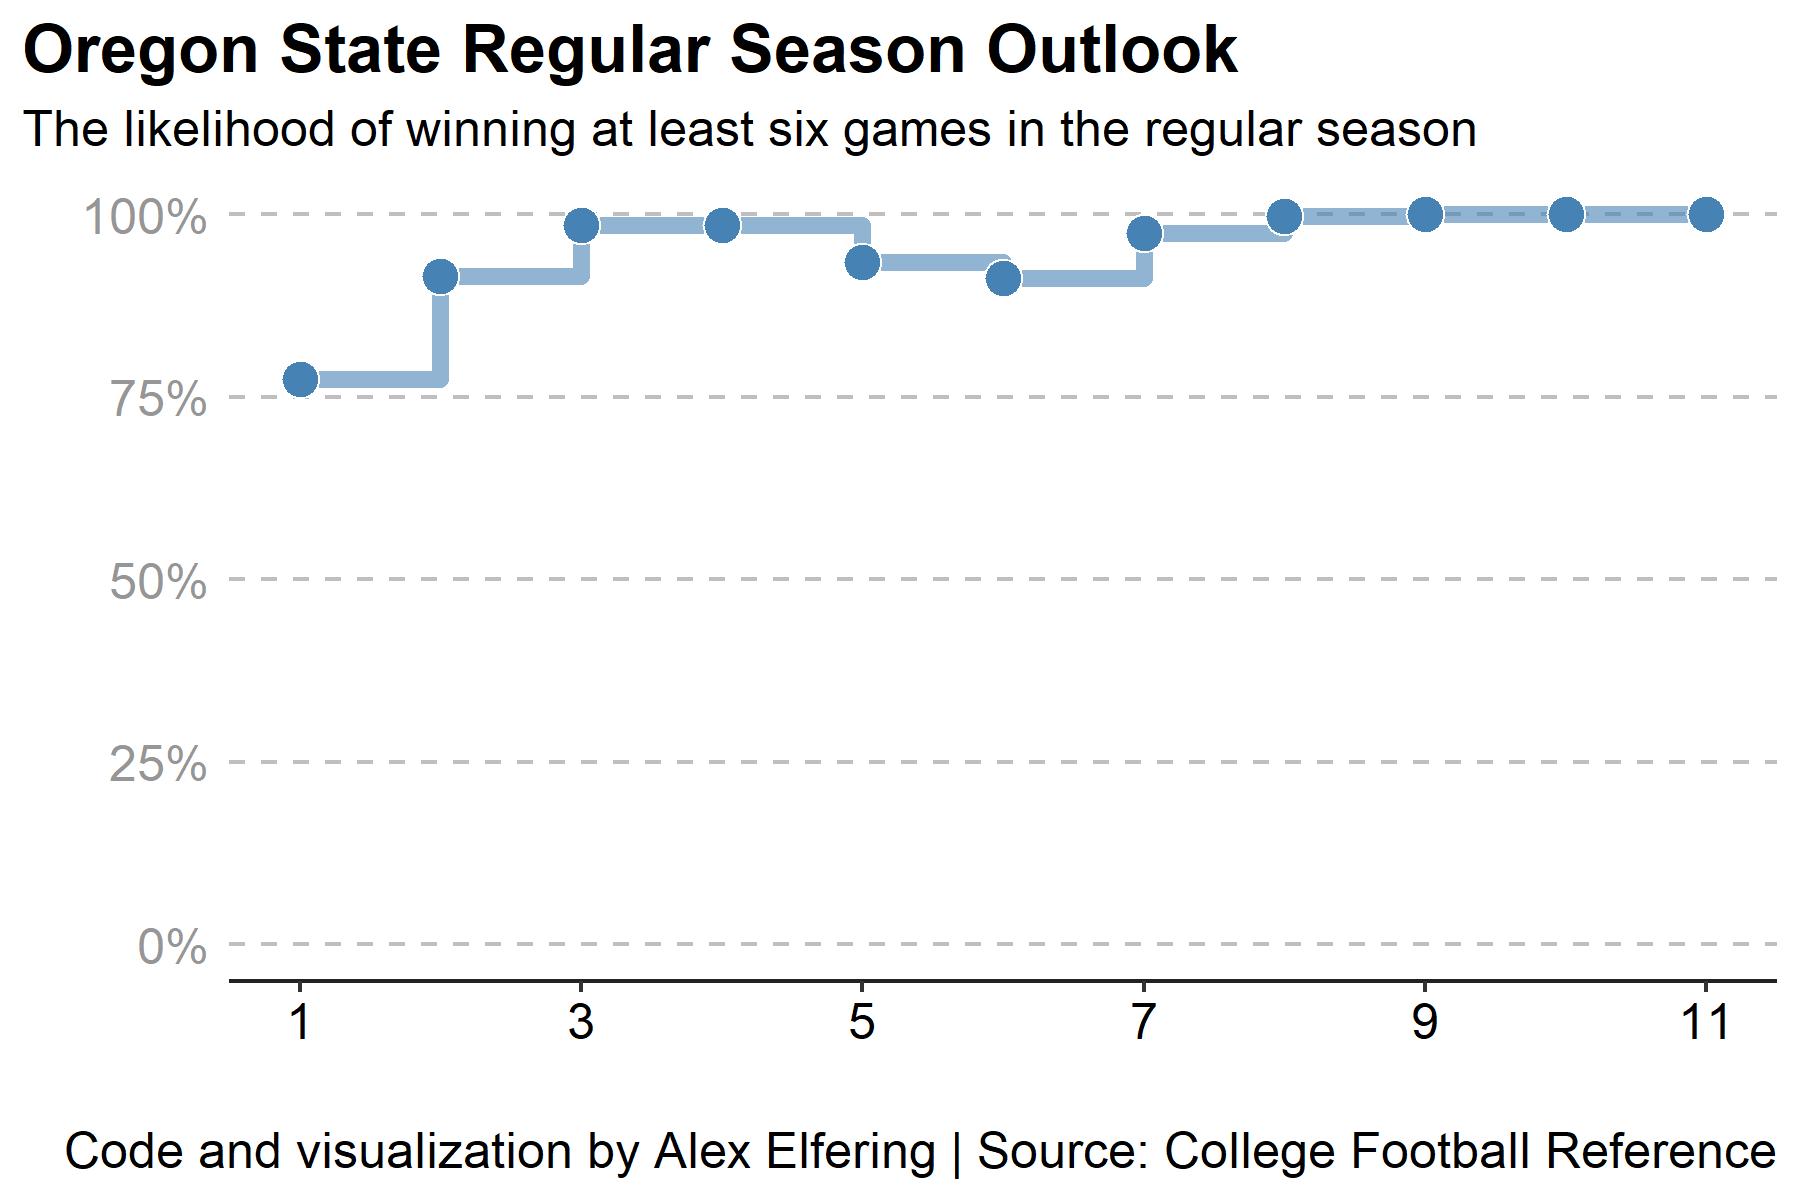 Oregon State Regular Season Outlook
The likelihood of winning at least six games in the regular season
100%
75%
50%
25%
0%
1 3 5 7 9 11
Code and visualization by Alex Elfering | Source: College Football Reference